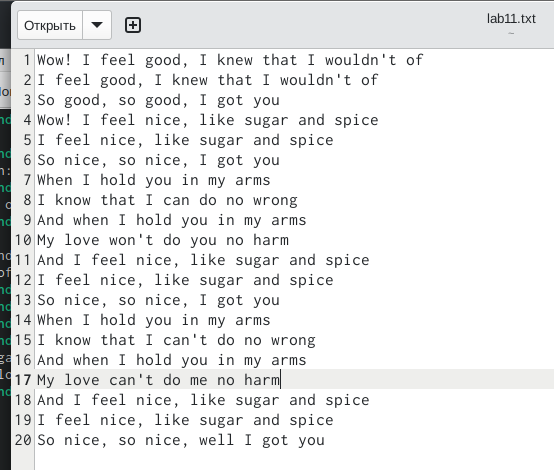 Открыть
lab11.txt
~
1 Wow! I feel good, I knew that I wouldn't of
2 I feel good, I knew that I wouldn't of
3 So good, so good, I got you
4 Wow! I feel nice, like sugar and spice
5 I feel nice, like sugar and spice
6 So nice, so nice, I got you
7 When I hold you in my arms
8 I know that I can do no wrong
9 And when I hold you in my arms
10 My love won't do you no harm
11 And I feel nice, like sugar and spice
12 I feel nice, like sugar and spice
13 So nice, so nice, I got you
14 When I hold you in my arms
15 I know that I can't do no wrong
16 And when I hold you in my arms
17 My love can't do me no harm
18 And I feel nice, like sugar and spice
19 I feel nice, like sugar and spice
20 So nice, so nice, well I got you